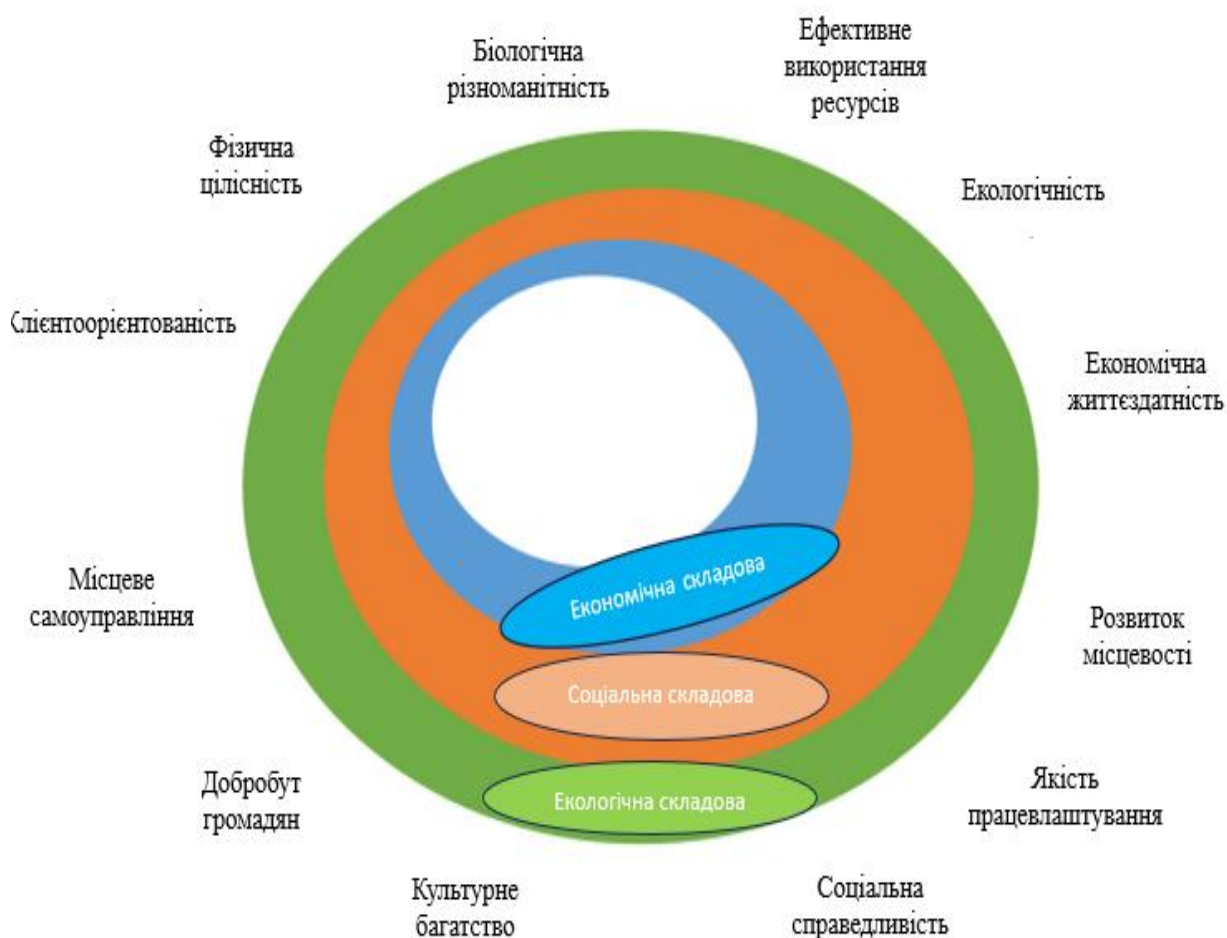 Біологічна
різноманітність
Ефективне
використання
ресурсів
Фізична
цілісність
Екологічність
Клієнтоорієнтованість
Економічна
життєздатність
Економічна складова
Місцеве
самоуправління
Розвиток
місцевості
Соціальна складова
Добробут
громадян
Екологічна складова
Якість
працевлаштування
Культурне
багатство
Соціальна
справедливість